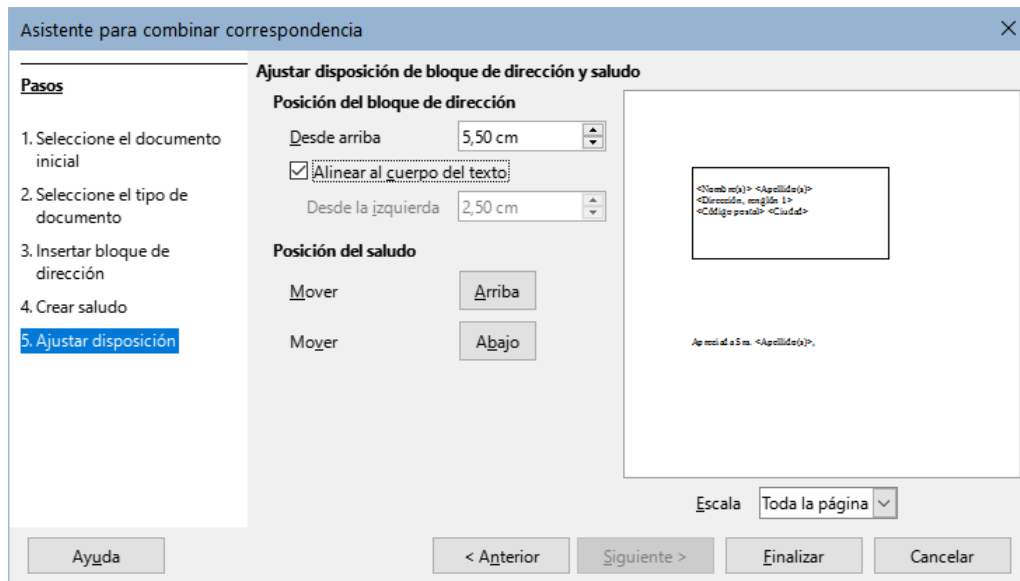 Asistente para combinar correspondencia
Pasos
1. Seleccione el documento
inicial
2. Seleccione el tipo de
documento
3. Insertar bloque de
dirección
4. Crear saludo
5. Ajustar disposición
Ajustar disposición de bloque de dirección y saludo
Posición del bloque de dirección
Desde arriba 5,50 cm
Alinear al cuerpo del texto
Desde la izquierda 2,50 cm
Posición del saludo
Mover Arriba
Mover Abajo
<Nombre(s)> <Apellido(s)>
<Dirección, renglón 1>
<Código postal> <Ciudad>
Apreciada Sra. <Apellido(s)>,
Escala Toda la página
Ayuda < Anterior Siguiente > Finalizar Cancelar